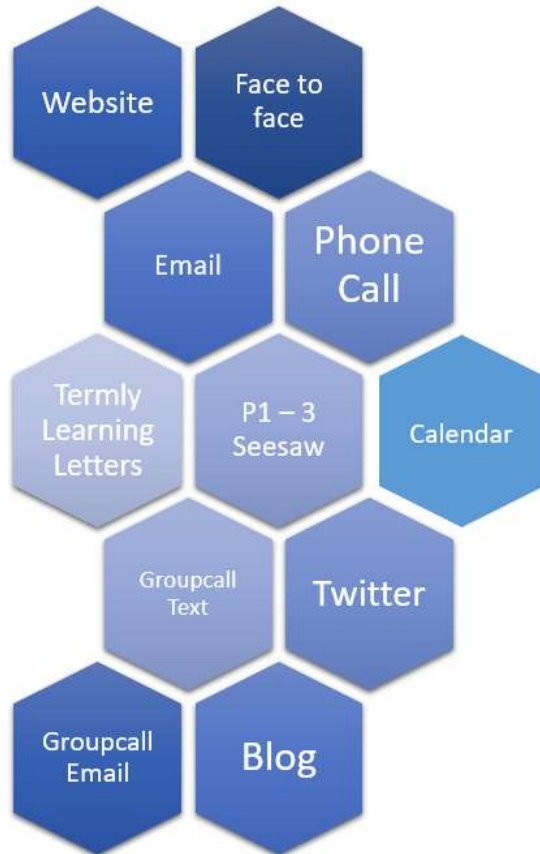 Website
Face to
face
Email
Phone
Call
Termly
Learning
Letters
P1 – 3
Seesaw
Calendar
Groupcall
Text
Twitter
Groupcall
Email
Blog